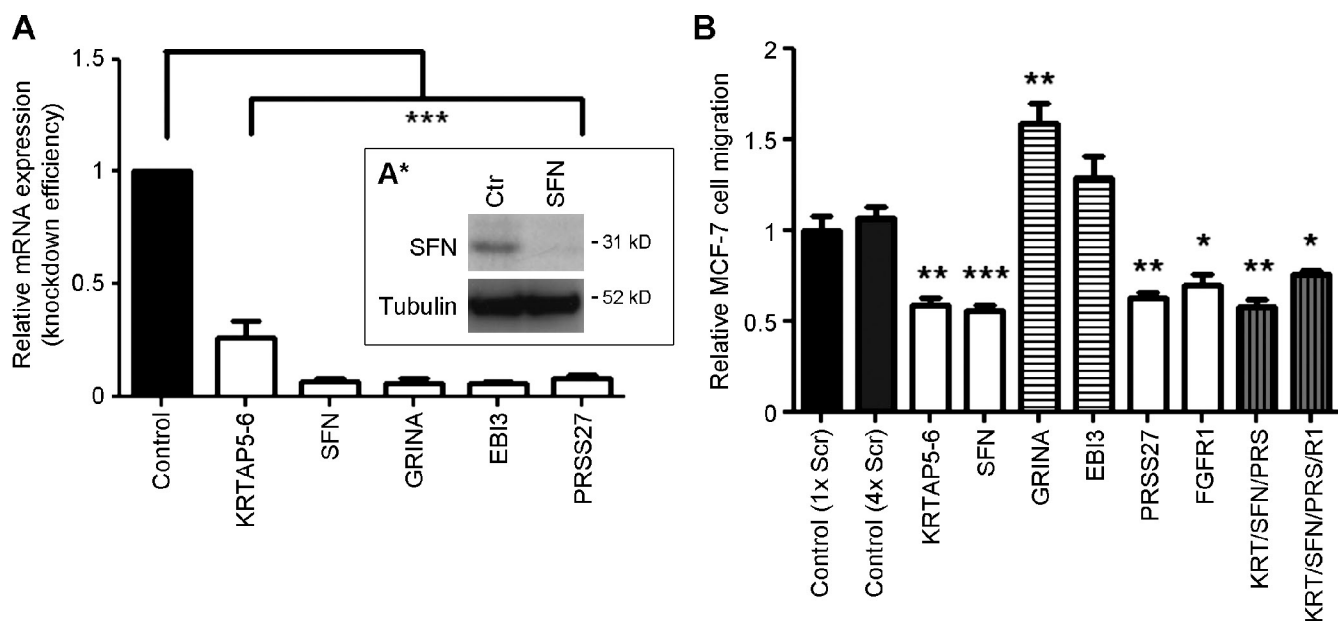 A
Relative mRNA expression
(knockdown efficiency)
1.5
1
0.5
0
***
A*
Ctr
SFN
SFN
- 31 kD
Tubulin
- 52 kD
Control
KRTAP5-6
SFN
GRINA
EBI3
PRSS27
B
Relative MCF-7 cell migration
2
1.5
1
0.5
0
**
***
**
**
*
**
*
Control (1x Scr)
Control (4x Scr)
KRTAP5-6
SFN
GRINA
EBI3
PRSS27
FGFR1
KRT/SFN/PRS
KRT/SFN/PRS/R1